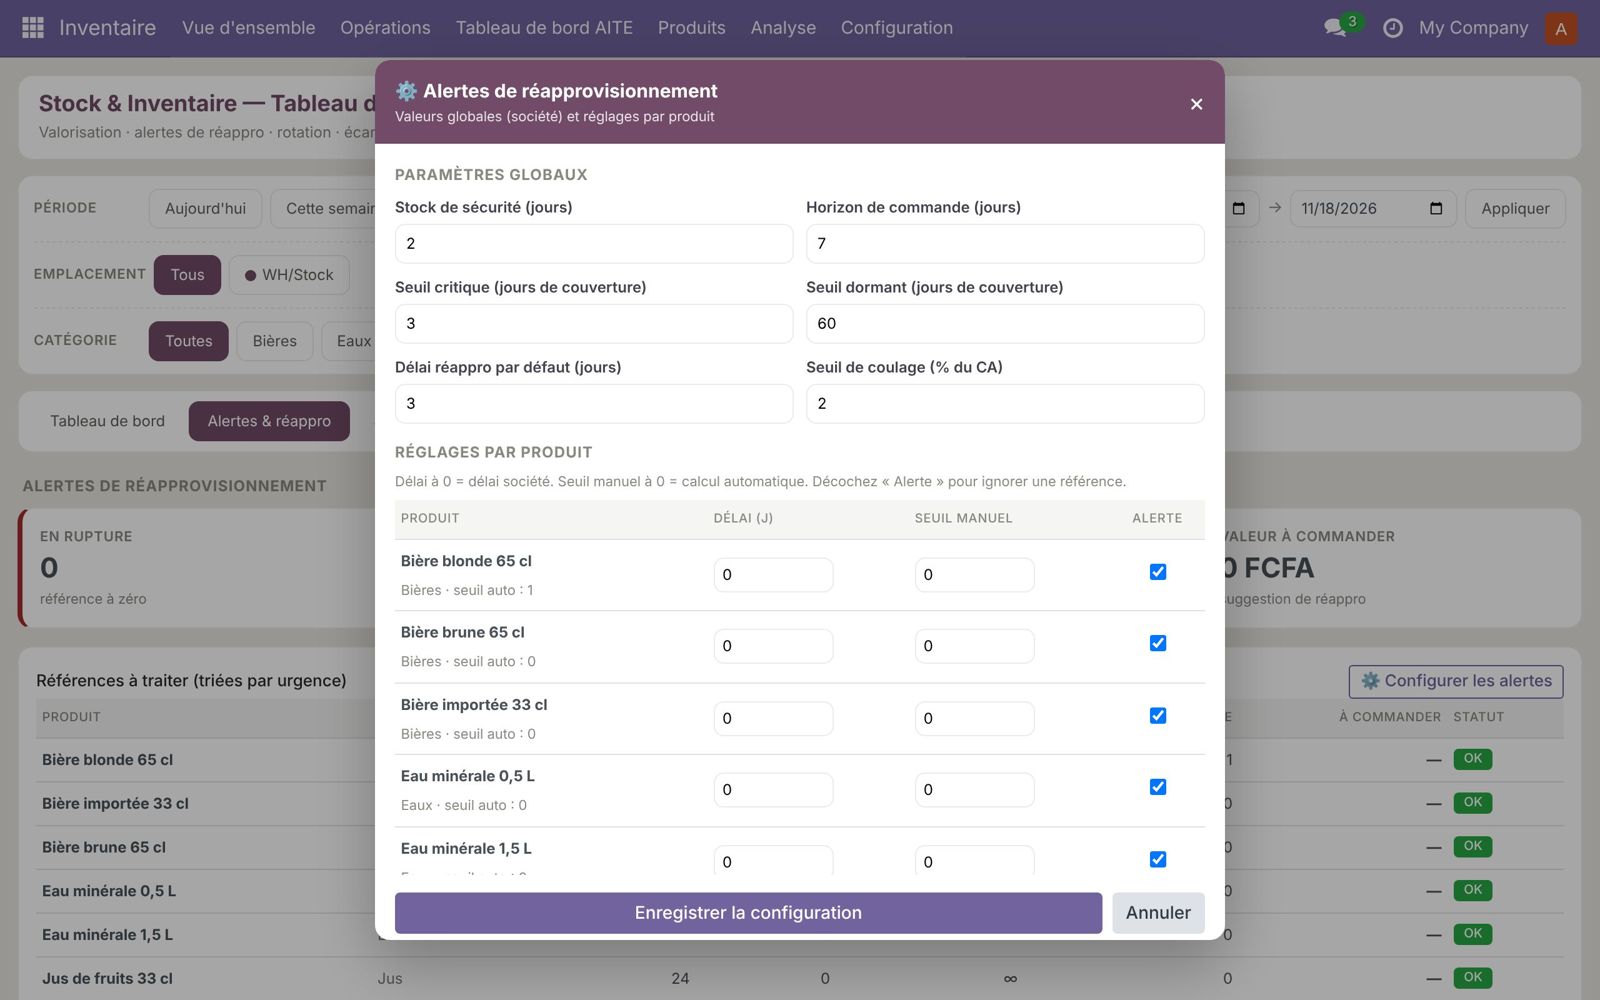 Inventaire Vue d'ensemble Opérations Tableau de bord AITE Produits Analyse Configuration 3 My Company A
⚙️ Alertes de réapprovisionnement
Valeurs globales (société) et réglages par produit
×
Stock & Inventaire — Tableau d
Valorisation · alertes de réappro · rotation · écar
PÉRIODE Aujourd'hui Cette semain → 11/18/2026 Appliquer
EMPLACEMENT Tous WH/Stock
CATÉGORIE Toutes Bières Eaux
Tableau de bord Alertes & réappro
PARAMÈTRES GLOBAUX
Stock de sécurité (jours) Horizon de commande (jours)
2 7
Seuil critique (jours de couverture) Seuil dormant (jours de couverture)
3 60
Délai réappro par défaut (jours) Seuil de coulage (% du CA)
3 2
RÉGLAGES PAR PRODUIT
Délai à 0 = délai société. Seuil manuel à 0 = calcul automatique. Décochez « Alerte » pour ignorer une référence.
PRODUIT DÉLAI (J) SEUIL MANUEL ALERTE
Bière blonde 65 cl 0 0
Bières · seuil auto : 1
Bière brune 65 cl 0 0
Bières · seuil auto : 0
Bière importée 33 cl 0 0
Bières · seuil auto : 0
Eau minérale 0,5 L 0 0
Eaux · seuil auto : 0
Eau minérale 1,5 L 0 0
Enregistrer la configuration Annuler
ALERTES DE RÉAPPROVISIONNEMENT
EN RUPTURE
0
référence à zéro
VALEUR À COMMANDER
0 FCFA
suggestion de réappro
Références à traiter (triées par urgence) ⚙️ Configurer les alertes
PRODUIT E À COMMANDER STATUT
Bière blonde 65 cl 1 — OK
Bière importée 33 cl 0 — OK
Bière brune 65 cl 0 — OK
Eau minérale 0,5 L 0 — OK
Eau minérale 1,5 L 0 — OK
Jus de fruits 33 cl Jus 24 0 ∞ 0 — OK